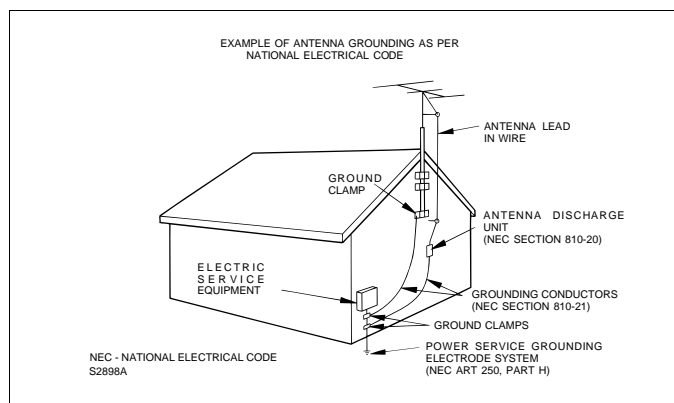 EXAMPLE OF ANTENNA GROUNDING AS PER
NATIONAL ELECTRICAL CODE
ANTENNA LEAD
IN WIRE
GROUND
CLAMP
ANTENNA DISCHARGE
UNIT
(NEC SECTION 810-20)
ELECTRIC
SERVICE
EQUIPMENT
GROUNDING CONDUCTORS
(NEC SECTION 810-21)
GROUND CLAMPS
POWER SERVICE GROUNDING
ELECTRODE SYSTEM
(NEC ART 250, PART H)
NEC - NATIONAL ELECTRICAL CODE
S2898A